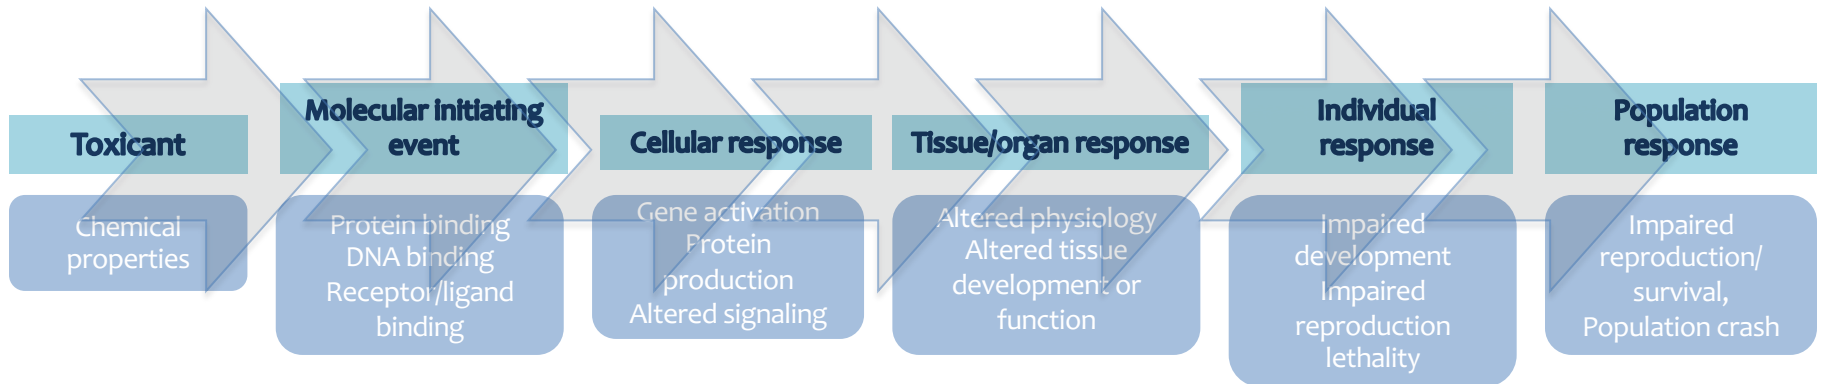 Toxicant
Chemical
properties
Molecular initiating
event
Protein binding
DNA binding
Receptor/ligand
binding
Cellular response
Gene activation
Protein
production
Altered signaling
Tissue/organ response
Altered physiology
Altered tissue
development or
function
Individual
response
Impaired
development
Impaired
reproduction
lethality
Population
response
Impaired
reproduction/
survival,
Population crash